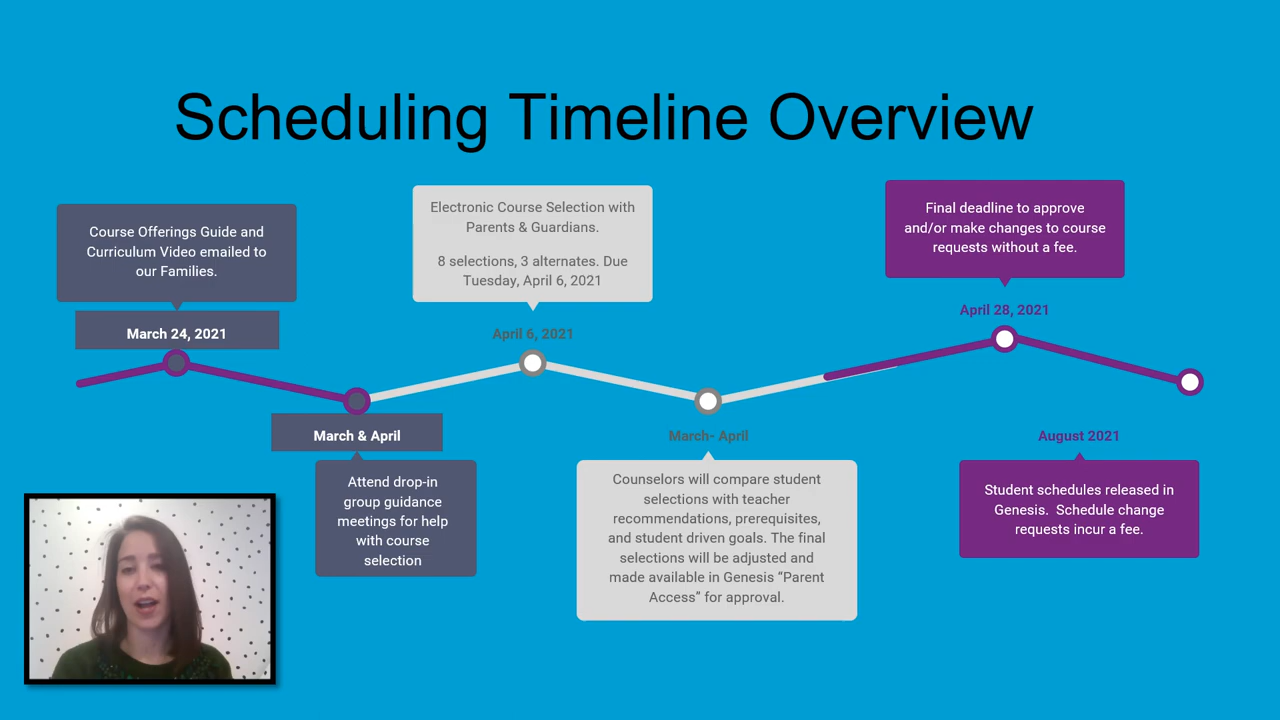 Scheduling Timeline Overview
Course Offerings Guide and
Curriculum Video emailed to
our Families.
March 24, 2021
March & April
Attend drop-in
group guidance
meetings for help
with course
selection
Electronic Course Selection with
Parents & Guardians.
8 selections, 3 alternates. Due
Tuesday, April 6, 2021
April 6, 2021
March- April
Counselors will compare student
selections with teacher
recommendations, prerequisites,
and student driven goals. The final
selections will be adjusted and
made available in Genesis “Parent
Access” for approval.
Final deadline to approve
and/or make changes to course
requests without a fee.
April 28, 2021
August 2021
Student schedules released in
Genesis.  Schedule change
requests incur a fee.